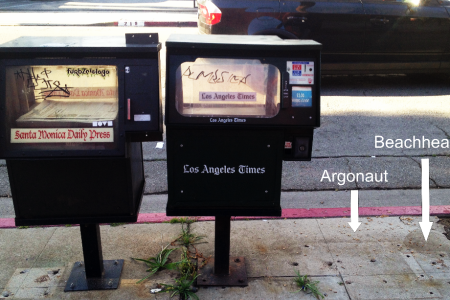 Santa Monica Daily Press
Los Angeles Times
Los Angeles Times
Los Angeles Times
Beachhea
Argonaut